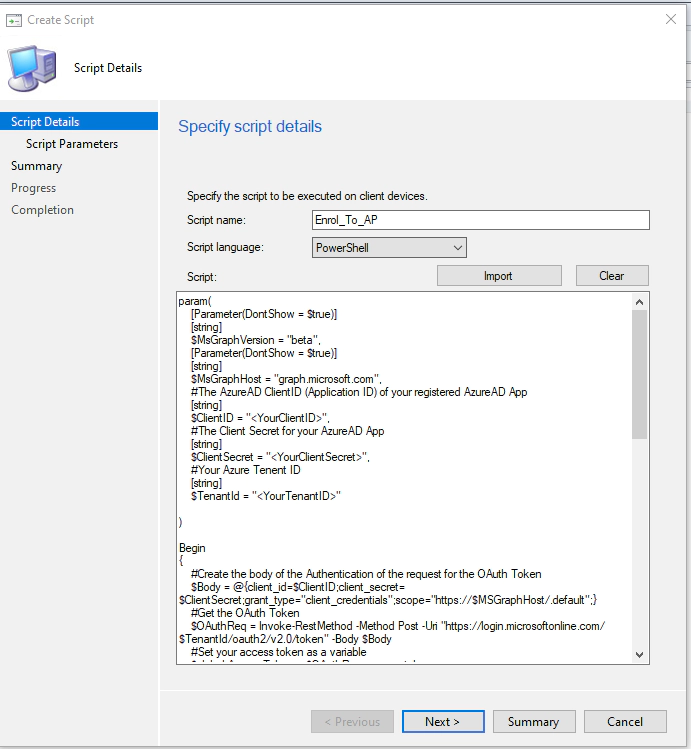 Create Script
Script Details
Script Details
Script Parameters
Summary
Progress
Completion
Specify script details
Specify the script to be executed on client devices.
Script name:
Enrol_To_AP
Script language:
PowerShell
Script:
Import
Clear
param(
[Parameter(DontShow = $true)]
[string]
$MsGraphVersion = "beta",
[Parameter(DontShow = $true)]
[string]
$MsGraphHost = "graph.microsoft.com",
#The AzureAD ClientID (Application ID) of your registered AzureAD App
[string]
$ClientID = "<YourClientID>",
#The Client Secret for your AzureAD App
[string]
$ClientSecret = "<YourClientSecret>",
#Your Azure Tenent ID
[string]
$TenantId = "<YourTenantID>"
)
Begin
{
#Create the body of the Authentication of the request for the OAuth Token
$Body = @{client_id=$ClientID;client_secret=
$ClientSecret;grant_type="client_credentials";scope="https://$MSGraphHost/.default";}
#Get the OAuth Token
$OAuthReq = Invoke-RestMethod -Method Post -Uri "https://login.microsoftonline.com/
$TenantId/oauth2/v2.0/token" -Body $Body
#Set your access token as a variable
< Previous
Next >
Summary
Cancel